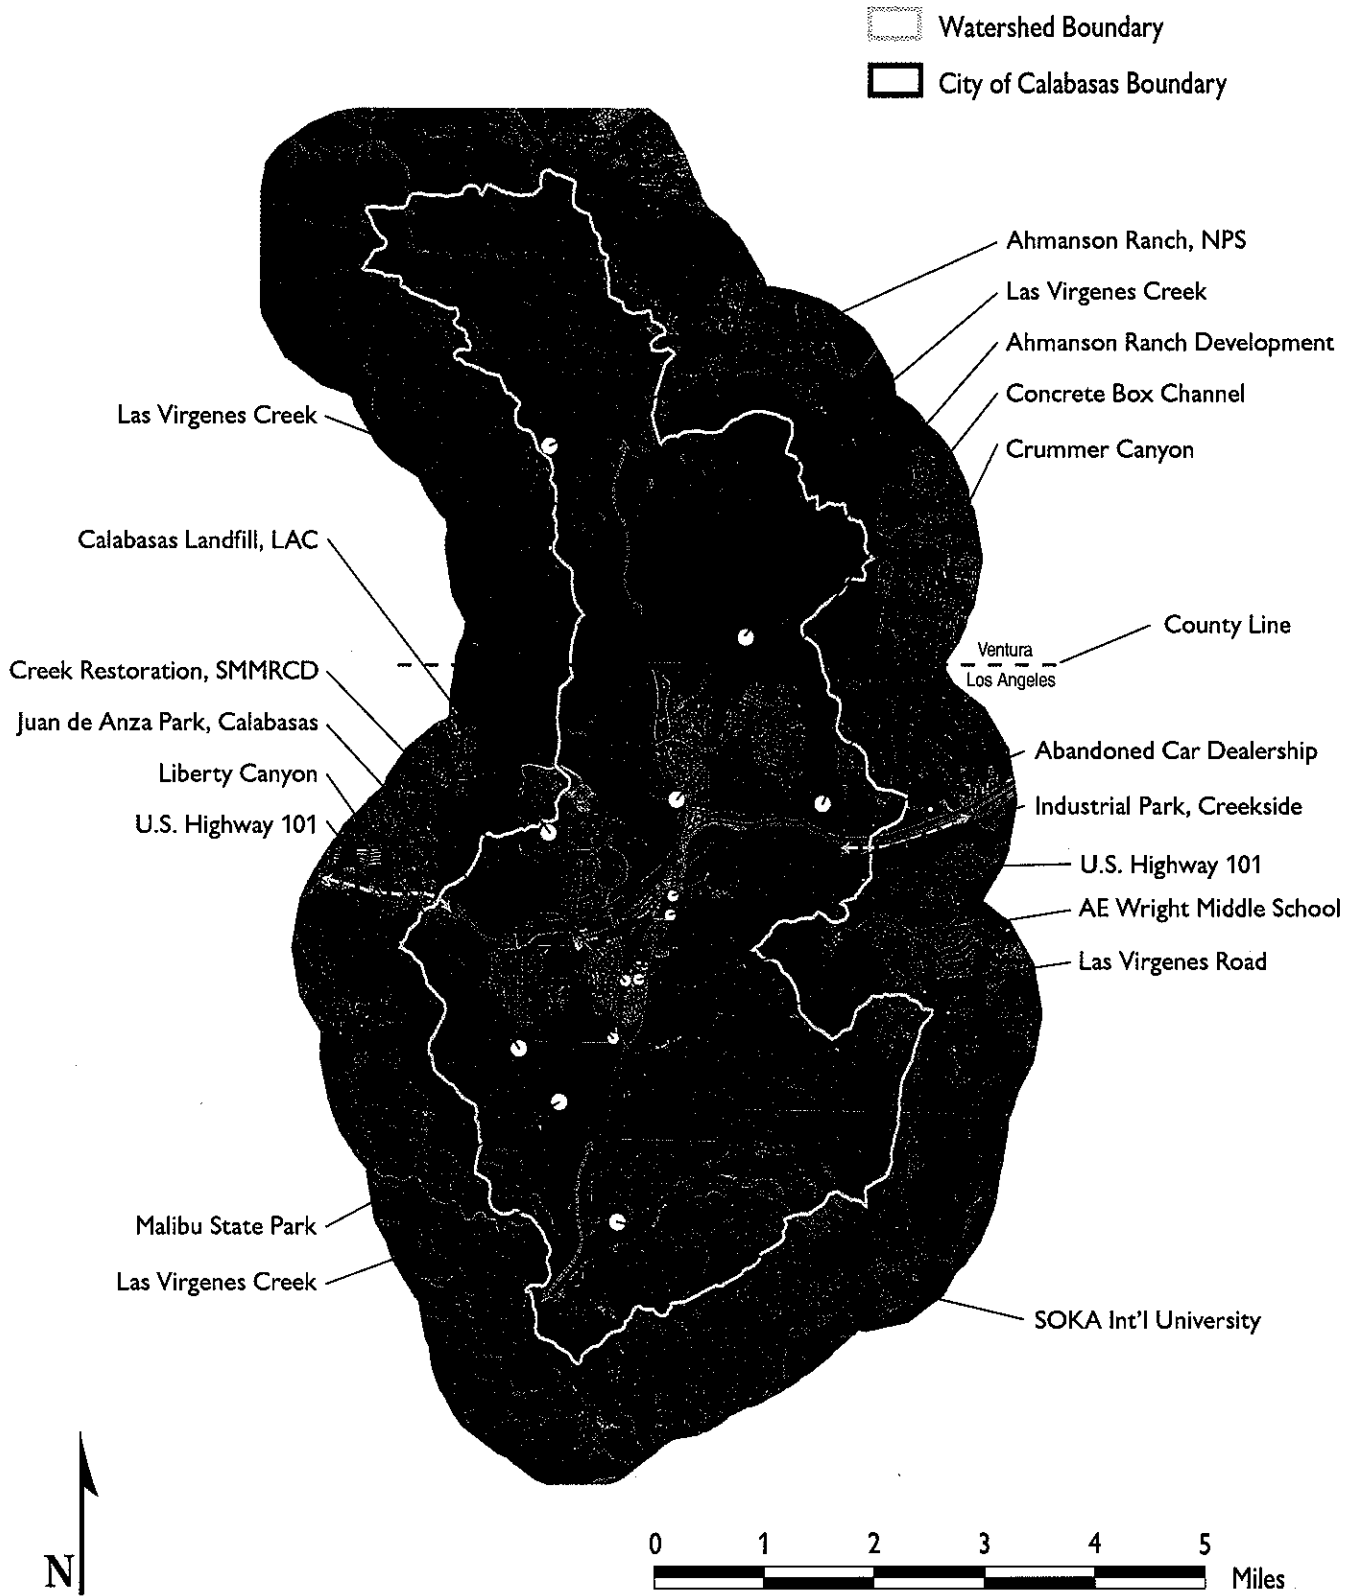 Watershed Boundary
City of Calabasas Boundary
Ahmanson Ranch, NPS
Las Virgenes Creek
Ahmanson Ranch Development
Concrete Box Channel
Crummer Canyon
Las Virgenes Creek
Calabasas Landfill, LAC
County Line
Ventura
Los Angeles
Creek Restoration, SMMRCD
Juan de Anza Park, Calabasas
Liberty Canyon
U.S. Highway 101
Abandoned Car Dealership
Industrial Park, Creekside
U.S. Highway 101
AE Wright Middle School
Las Virgenes Road
Malibu State Park
Las Virgenes Creek
SOKA Int'l University
N
0 1 2 3 4 5
Miles